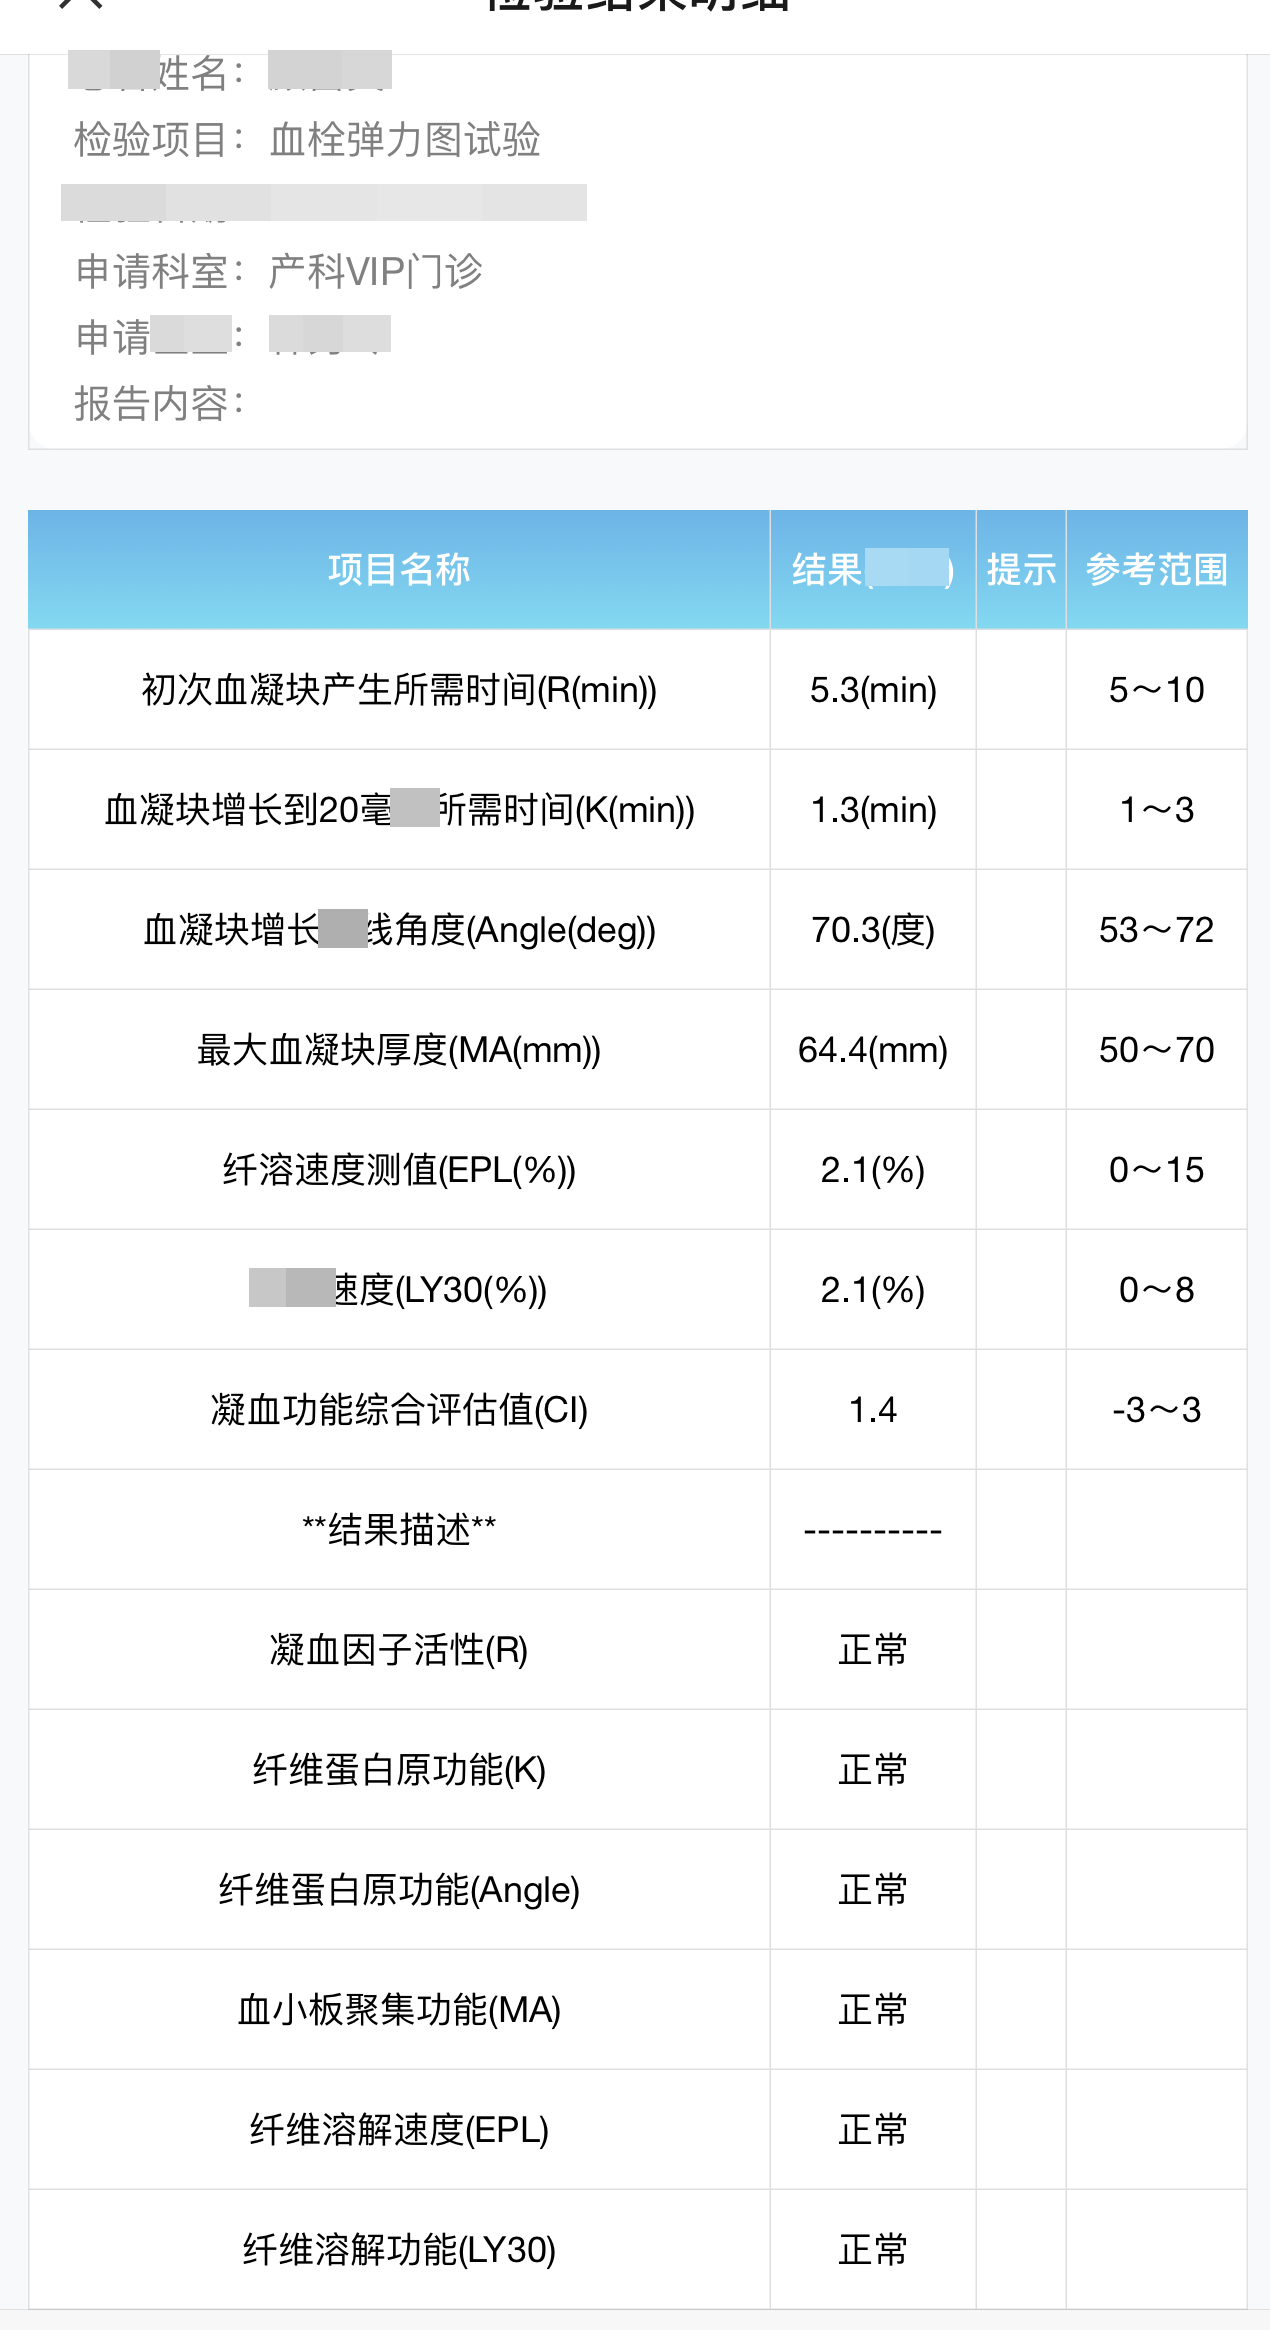 检验结果明细
姓名：
检验项目： 血栓弹力图试验
申请科室： 产科VIP门诊
申请 ：
报告内容：
项目名称 结果 ) 提示 参考范围
初次血凝块产生所需时间(R(min)) 5.3(min) 5～10
血凝块增长到20毫 所需时间(K(min)) 1.3(min) 1～3
血凝块增长 线角度(Angle(deg)) 70.3(度) 53～72
最大血凝块厚度(MA(mm)) 64.4(mm) 50～70
纤溶速度测值(EPL(%)) 2.1(%) 0～15
速度(LY30(%)) 2.1(%) 0～8
凝血功能综合评估值(CI) 1.4 -3～3
**结果描述** ----------
凝血因子活性(R) 正常
纤维蛋白原功能(K) 正常
纤维蛋白原功能(Angle) 正常
血小板聚集功能(MA) 正常
纤维溶解速度(EPL) 正常
纤维溶解功能(LY30) 正常